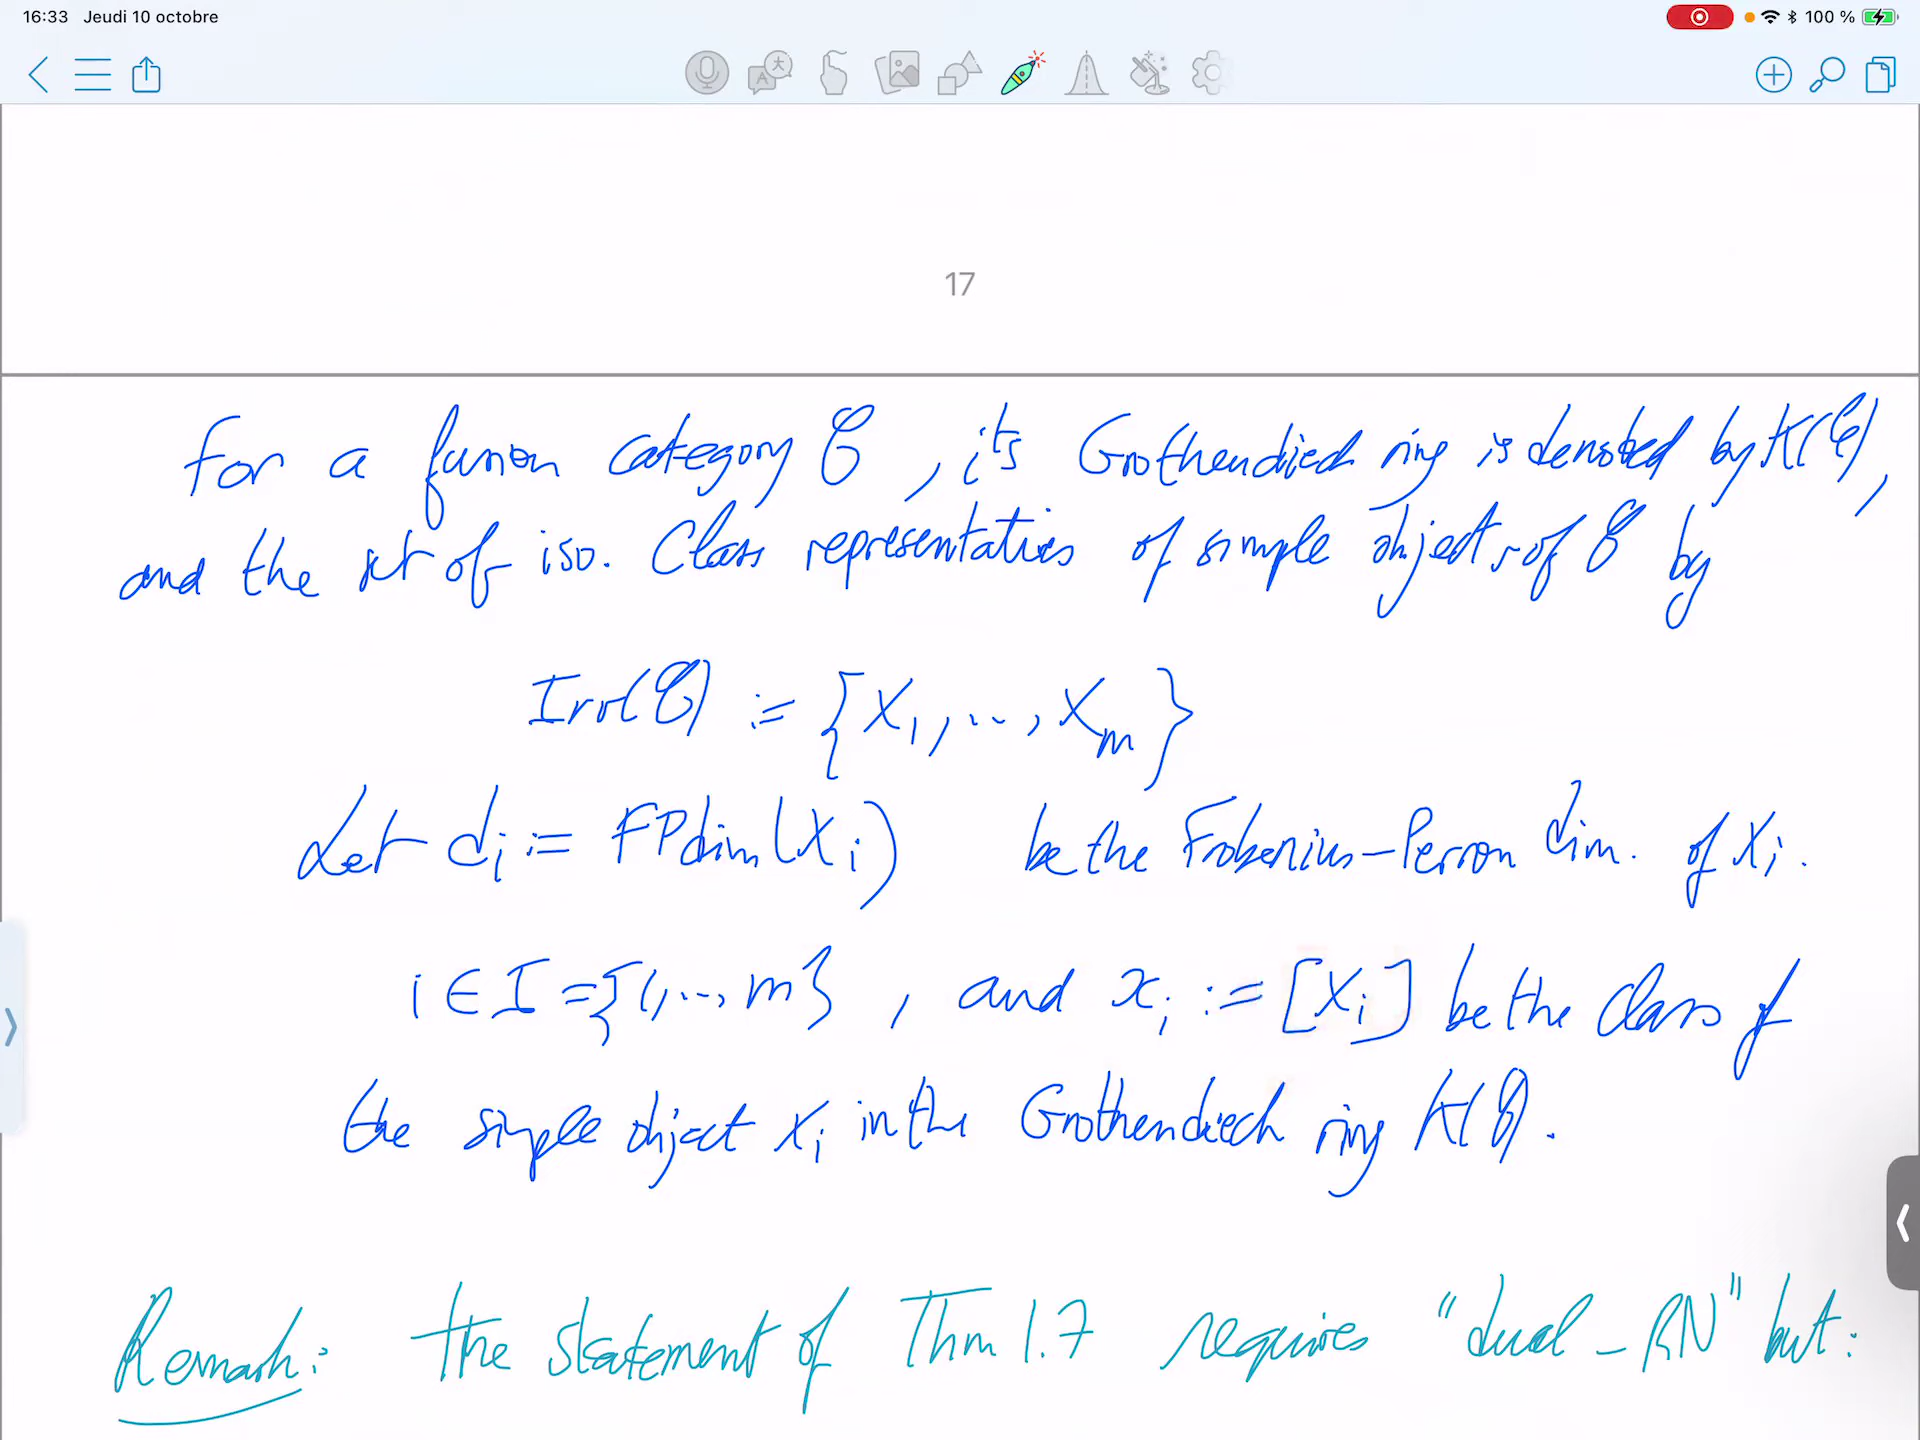 16:33 Jeudi 10 octobre 100 %
17
For a fusion category 𝒞, its Grothendieck ring is denoted by K(𝒞),
and the set of iso. Class representatives of simple objects of 𝒞 by
Irr(𝒞) := {X₁, ..., Xₘ}
Let dᵢ := FPdim(Xᵢ) be the Frobenius-Perron dim. of Xᵢ.
i ∈ I = {1, ..., m}, and xᵢ := [Xᵢ] be the class of
the simple object Xᵢ in the Grothendieck ring K(𝒞).
Remark: the statement of Thm 1.7 requires "dual-RN" but: